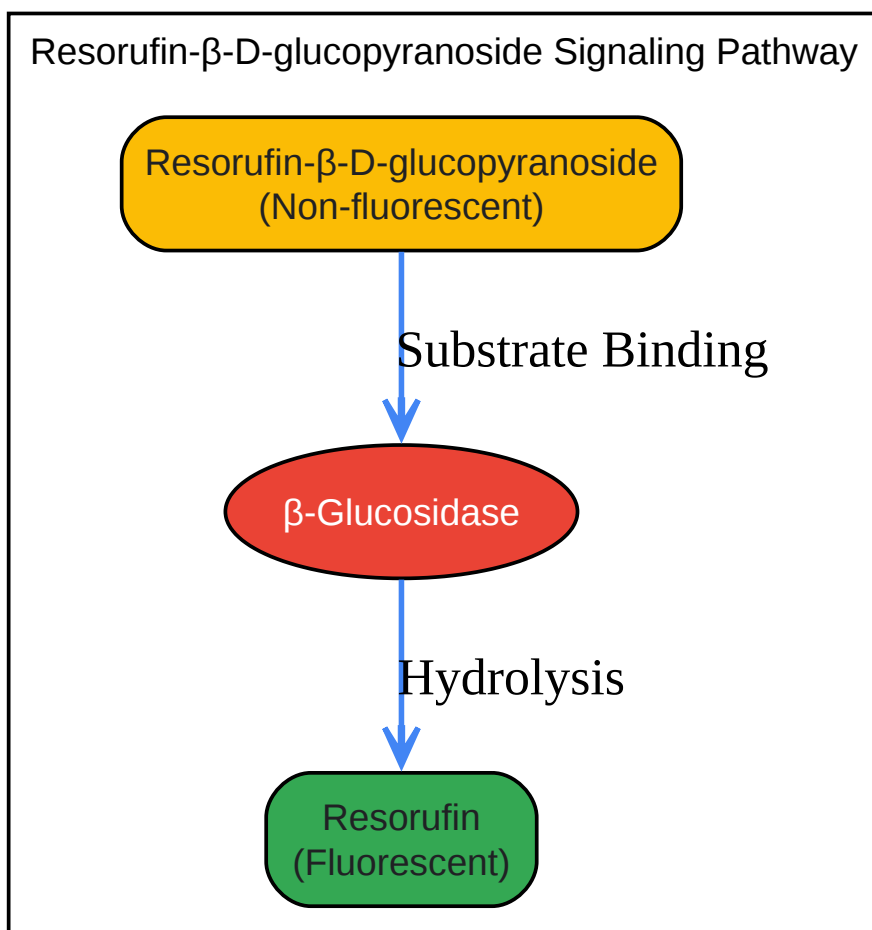 Resorufin-β-D-glucopyranoside Signaling Pathway
Resorufin-β-D-glucopyranoside
(Non-fluorescent)
Substrate Binding
β-Glucosidase
Hydrolysis
Resorufin
(Fluorescent)